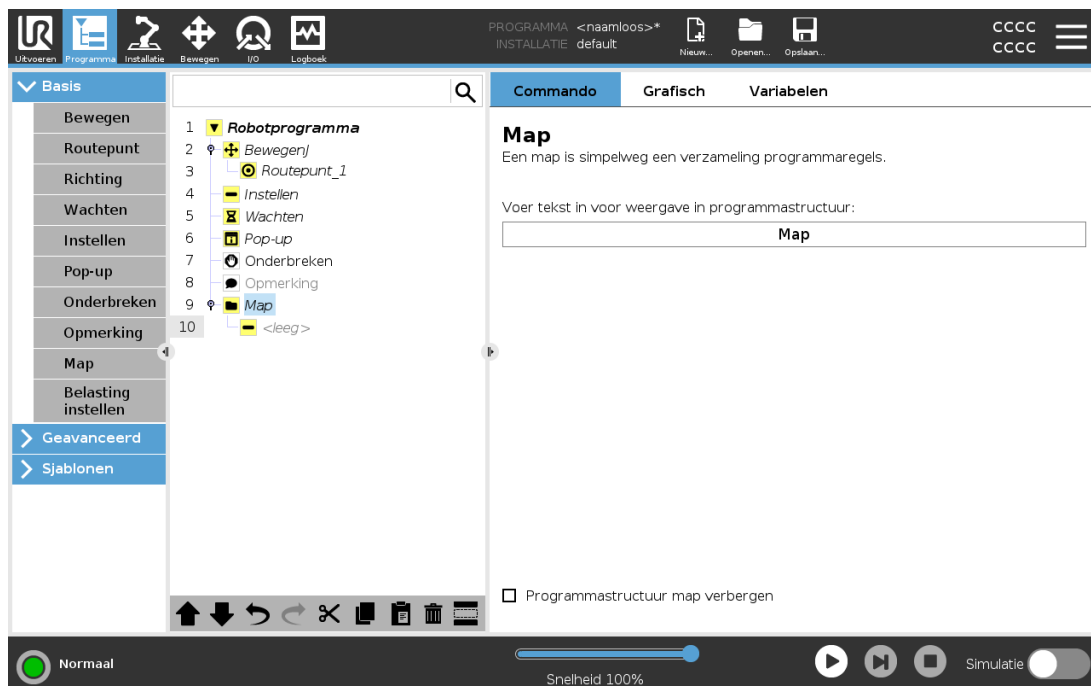 PROGRAMMA <naamloos>*
INSTALLATIE default
CCCC
CCCC
Uitvoeren Programma Installatie Bewegen I/O Logboek Nieuw... Openen... Opslaan...
Basis
Bewegen
Routepunt
Richting
Wachten
Instellen
Pop-up
Onderbreken
Opmerking
Map
Belasting
instellen
Geavanceerd
Sjablonen
1 Robotprogramma
2 BewegenJ
3 Routepunt_1
4 Instellen
5 Wachten
6 Pop-up
7 Onderbreken
8 Opmerking
9 Map
10 <leeg>
Commando Grafisch Variabelen
Map
Een map is simpelweg een verzameling programmaregels.
Voer tekst in voor weergave in programmastructuur:
Map
Programmastructuur map verbergen
Normaal
Snelheid 100%
Simulatie